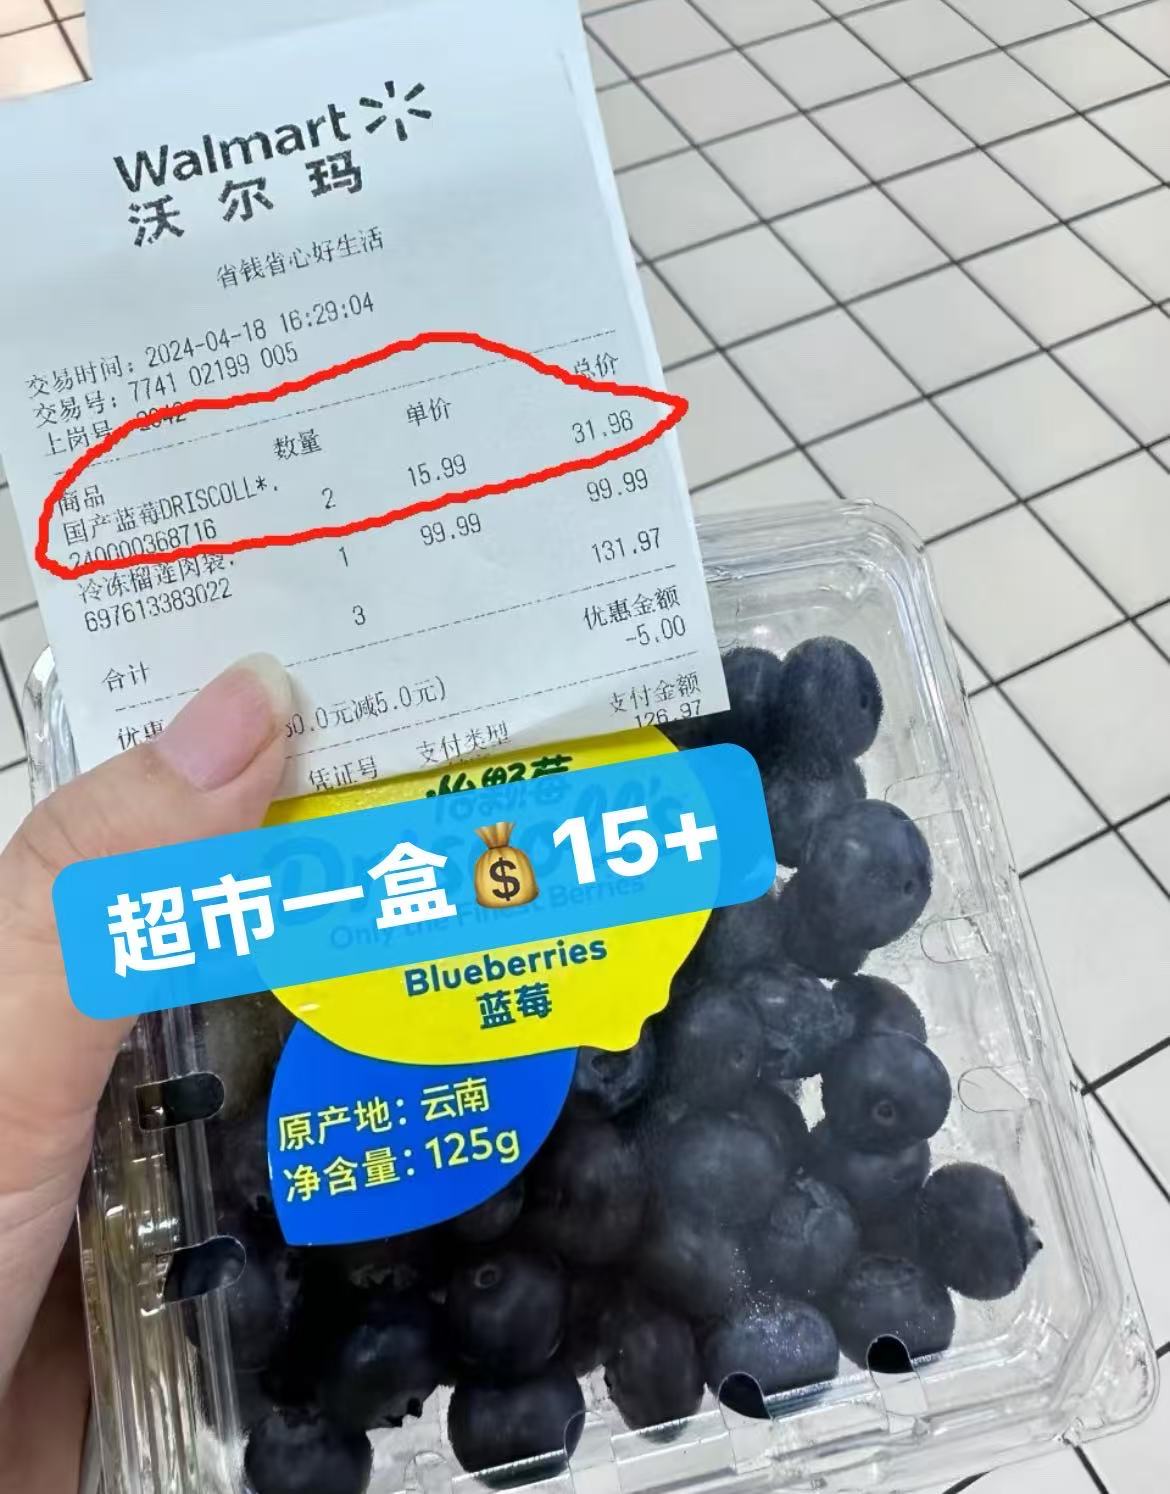 Walmart
沃尔玛
省钱省心好生活
交易时间: 2024-04-18 16:29:04
交易号: 7741 02199 005
上岗号
商品 数量 单价 总价
国产蓝莓DRISCOLL*.
240000368716 2 15.99 31.98
冷冻榴莲肉袋.
697613383022 1 99.99 99.99
合计 3 131.97
优惠金额
优惠 0.0元减5.0元) -5.00
凭证号 支付类型 支付金额
126.97
超市一盒💰15+
Driscoll's
Only the Finest Berries
Blueberries
蓝莓
原产地: 云南
净含量: 125g